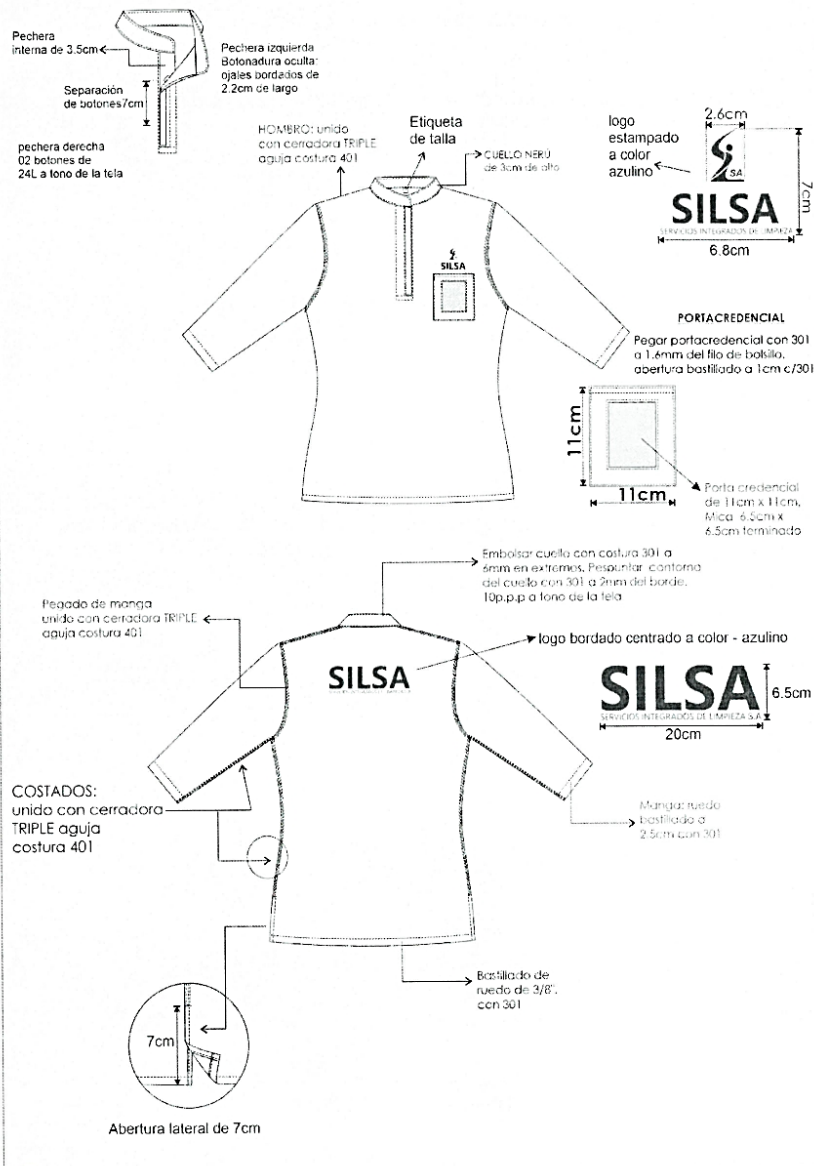 Pechera
interna de 3.5cm
Pechera izquierda
Botonadura oculta:
ojales bordados de
2.2cm de largo
Separación
de botones7cm
pechera derecha
02 botones de
24L a tono de la tela
HOMBRO: unido
con cerradora TRIPLE
aguja costura 401
Etiqueta
de talla
CUELLO NERÚ
de 3cm de alto
logo
estampado
a color
azulino
2.6cm
SA
SILSA
SERVICIOS INTEGRADOS DE LIMPIEZA
7cm
6.8cm
SILSA
PORTACREDENCIAL
Pegar portacredencial con 301
a 1.6mm del filo de bolsillo,
abertura bastillado a 1cm c/301
11cm
11cm
Porta credencial
de 11cm x 11cm,
Mica 6.5cm x
6.5cm terminado
Embolsar cuello con costura 301 a
6mm en extremos. Pespuntar contorno
del cuello con 301 a 2mm del borde,
10p.p.p a tono de la tela
Pegado de manga
unido con cerradora TRIPLE
aguja costura 401
logo bordado centrado a color - azulino
SILSA
SILSA
SERVICIOS INTEGRADOS DE LIMPIEZA S.A
6.5cm
20cm
COSTADOS:
unido con cerradora
TRIPLE aguja
costura 401
Manga: ruedo
bastillado a
2.5cm con 301
Bastillado de
ruedo de 3/8".
con 301
7cm
Abertura lateral de 7cm